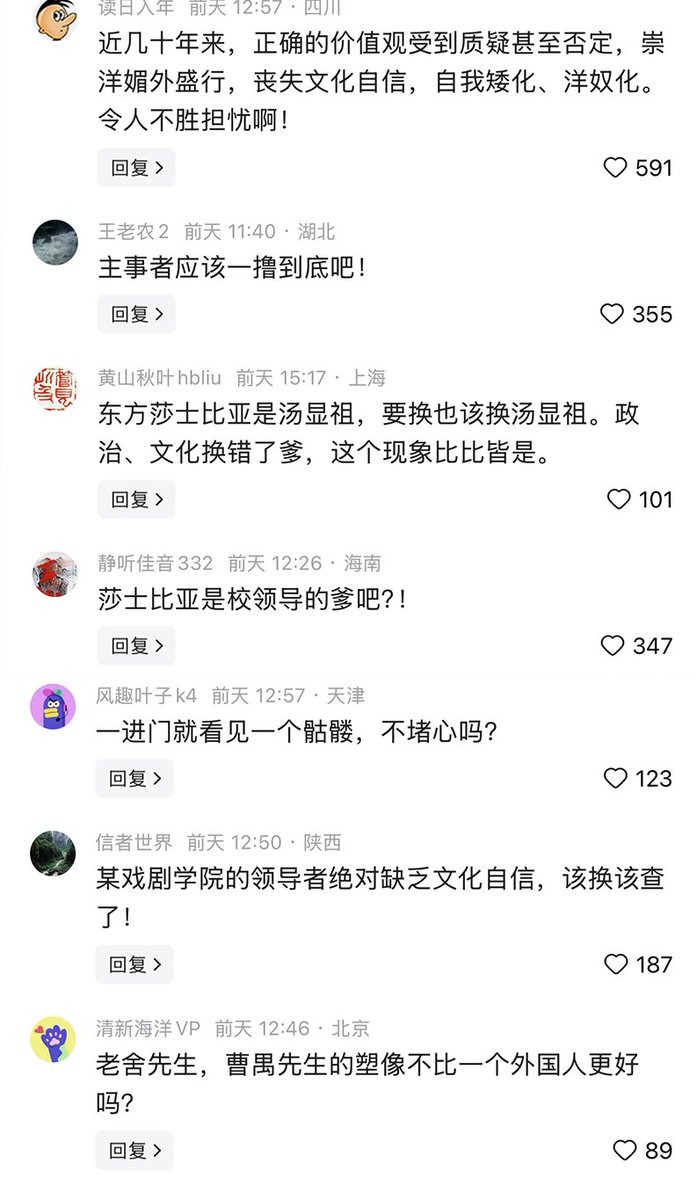 读日入年 前天 12:57 · 四川
近几十年来，正确的价值观受到质疑甚至否定，崇
洋媚外盛行，丧失文化自信，自我矮化、洋奴化。
令人不胜担忧啊！
回复 >
591
王老农2 前天 11:40 · 湖北
主事者应该一撸到底吧！
回复 >
355
黄山秋叶hbliu 前天 15:17 · 上海
东方莎士比亚是汤显祖，要换也该换汤显祖。政
治、文化换错了爹，这个现象比比皆是。
回复 >
101
静听佳音332 前天 12:26 · 海南
莎士比亚是校领导的爹吧?！
回复 >
347
风趣叶子k4 前天 12:57 · 天津
一进门就看见一个骷髅，不堵心吗?
回复 >
123
信者世界 前天 12:50 · 陕西
某戏剧学院的领导者绝对缺乏文化自信，该换该查
了！
回复 >
187
清新海洋VP 前天 12:46 · 北京
老舍先生，曹禺先生的塑像不比一个外国人更好
吗?
回复 >
89